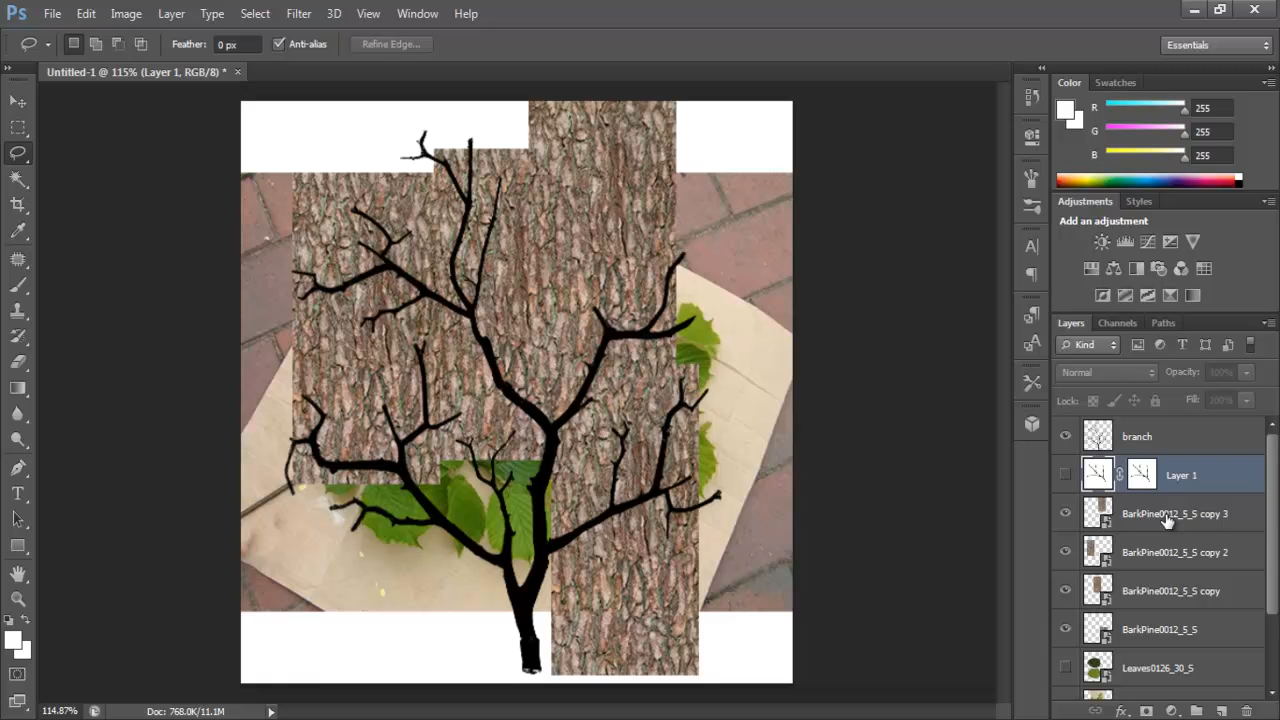 Ps File Edit Image Layer Type Select Filter 3D View Window Help
Feather: 0 px Anti-alias Refine Edge... Essentials
Untitled-1 @ 115% (Layer 1, RGB/8) * ×
Color Swatches
R 255
G 255
B 255
Adjustments Styles
Add an adjustment
Layers Channels Paths
Kind
Normal Opacity: 100%
Lock: Fill: 100%
branch
Layer 1
BarkPine0012_5_S copy 3
BarkPine0012_5_S copy 2
BarkPine0012_5_S copy
BarkPine0012_5_S
Leaves0126_30_S
114.87% Doc: 768.0K/11.1M